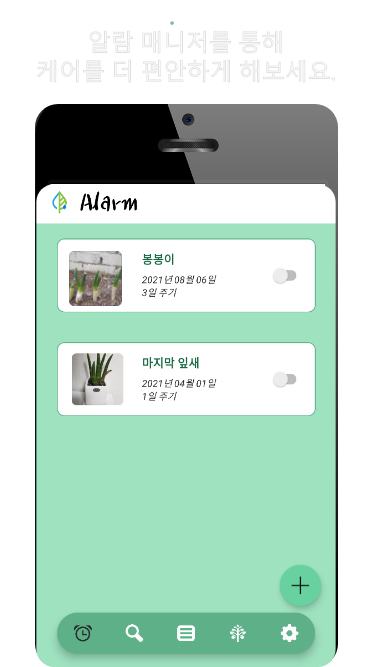 알람 매니저를 통해
케어를 더 편안하게 해보세요.
Alarm
봉봉이
2021년 08월 06일
3일 주기
마지막 잎새
2021년 04월 01일
1일 주기